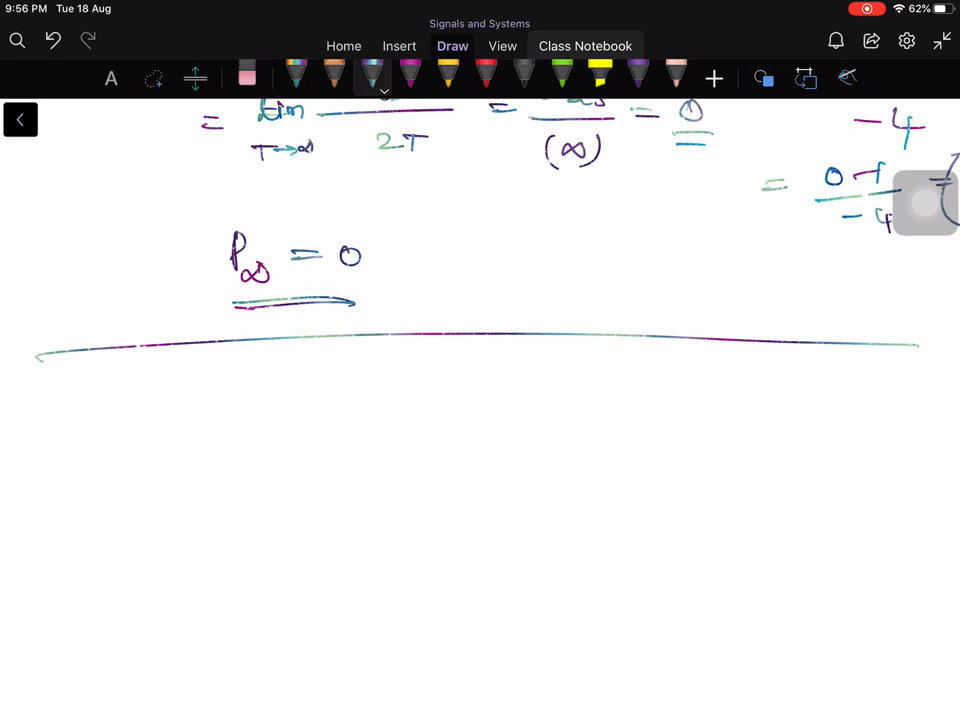 9:56 PM Tue 18 Aug
62%
Signals and Systems
Home Insert Draw View Class Notebook
A
= lim = = 0
T→∞ 2T (∞)
-4
= 0-1 =
-4
P∞ = 0